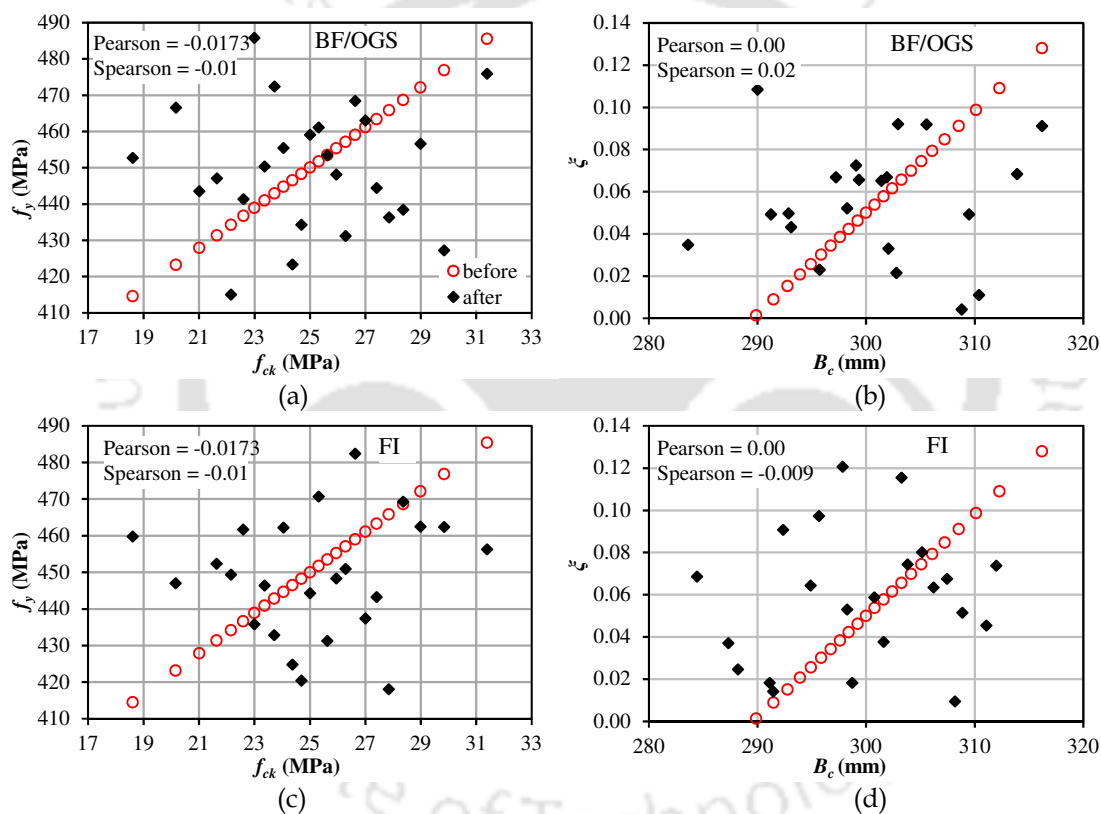 490
480
470
460
450
440
430
420
410
f_y (MPa)
Pearson = -0.0173
Spearson = -0.01
BF/OGS
before
after
17 19 21 23 25 27 29 31 33
f_ck (MPa)
(a)
0.14
0.12
0.10
0.08
0.06
0.04
0.02
0.00
ξ
Pearson = 0.00
Spearson = 0.02
BF/OGS
280 290 300 310 320
B_c (mm)
(b)
490
480
470
460
450
440
430
420
410
f_y (MPa)
Pearson = -0.0173
Spearson = -0.01
FI
17 19 21 23 25 27 29 31 33
f_ck (MPa)
(c)
0.14
0.12
0.10
0.08
0.06
0.04
0.02
0.00
ξ
Pearson = 0.00
Spearson = -0.009
FI
280 290 300 310 320
B_c (mm)
(d)